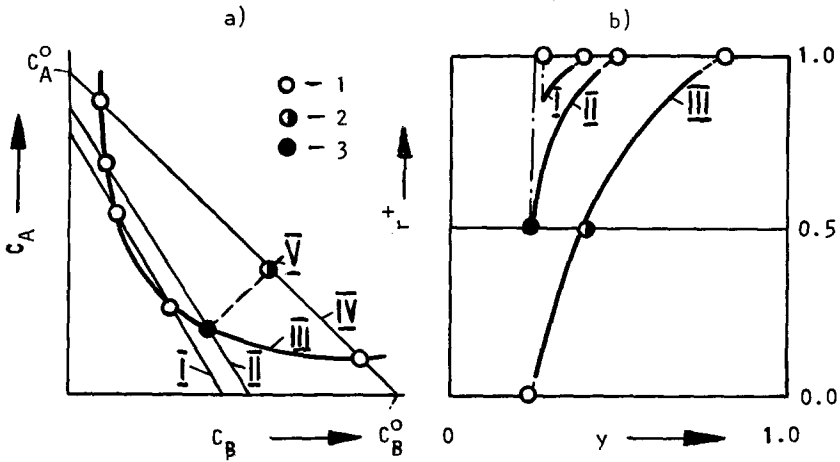 a)
C_A^o
○ - 1
◑ - 2
● - 3
C_A
I
II
III
IV
V
C_B
C_B^o
b)
1.0
I
II
III
r^+
0.5
0.0
0
y
1.0